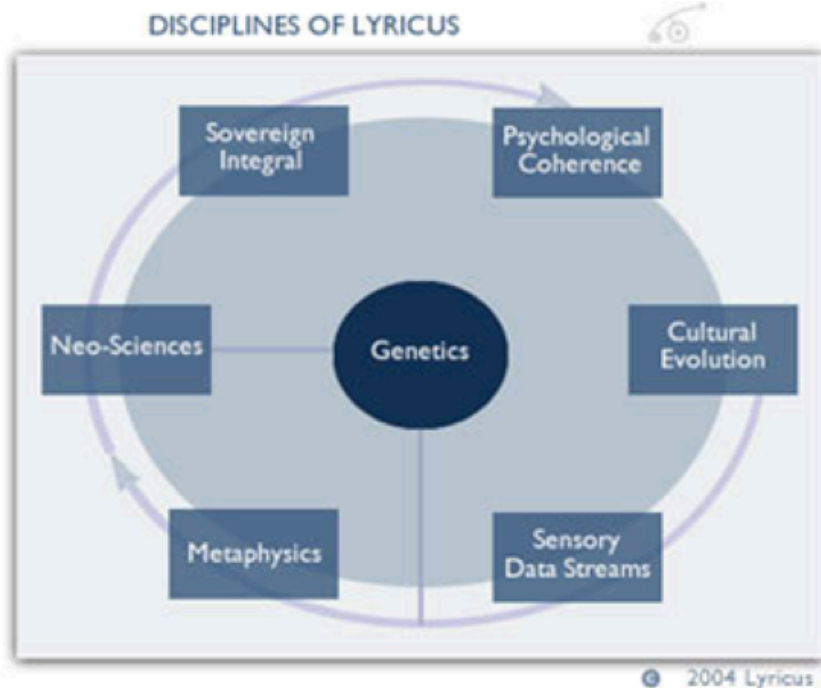 DISCIPLINES OF LYRICUS
Sovereign
Integral
Psychological
Coherence
Neo-Sciences
Genetics
Cultural
Evolution
Metaphysics
Sensory
Data Streams
© 2004 Lyricus